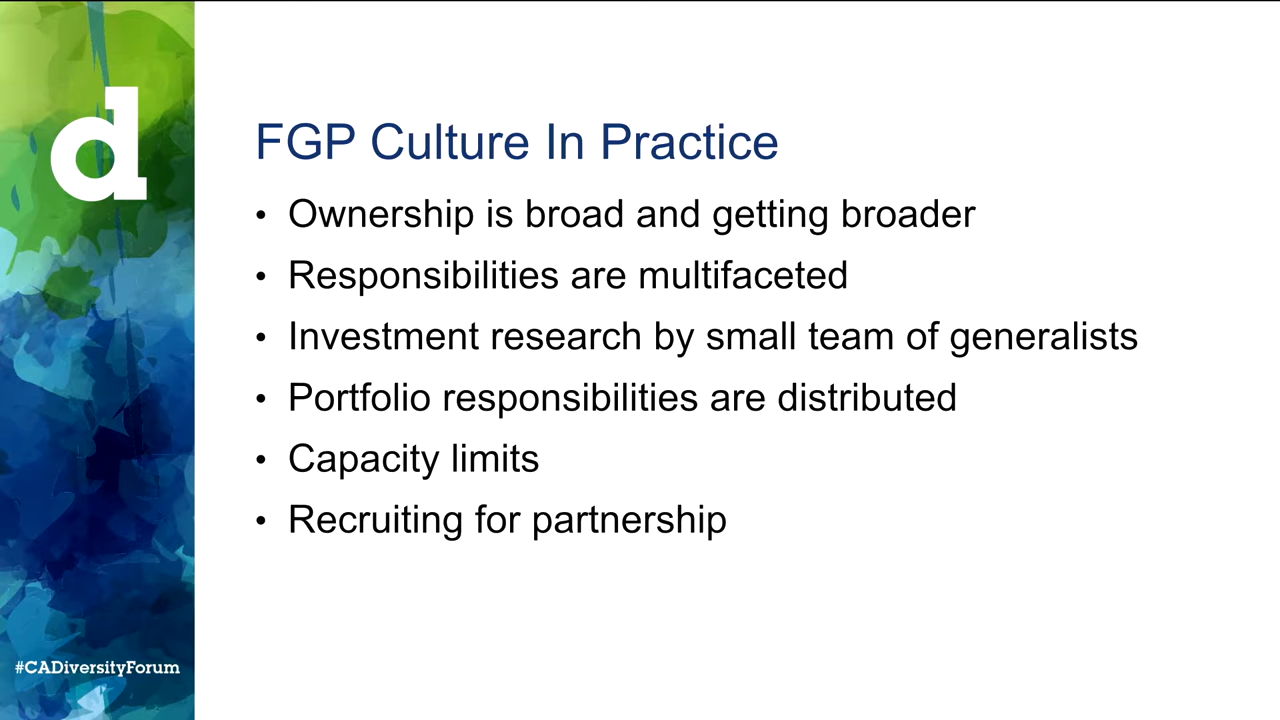 d
FGP Culture In Practice
• Ownership is broad and getting broader
• Responsibilities are multifaceted
• Investment research by small team of generalists
• Portfolio responsibilities are distributed
• Capacity limits
• Recruiting for partnership
#CADiversityForum